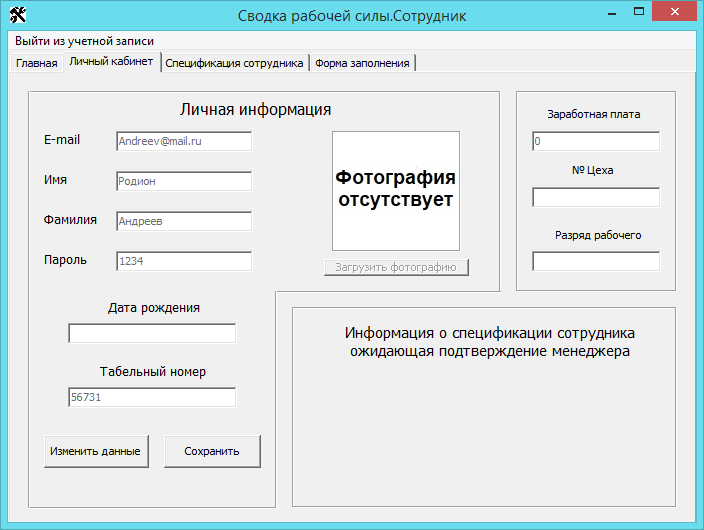 Сводка рабочей силы.Сотрудник
Выйти из учетной записи
Главная
Личный кабинет
Спецификация сотрудника
Форма заполнения
Личная информация
E-mail
Andreev@mail.ru
Имя
Родион
Фамилия
Андреев
Пароль
1234
Фотография
отсутствует
Загрузить фотографию
Дата рождения
Табельный номер
56731
Изменить данные
Сохранить
Заработная плата
0
№ Цеха
Разряд рабочего
Информация о спецификации сотрудника
ожидающая подтверждение менеджера